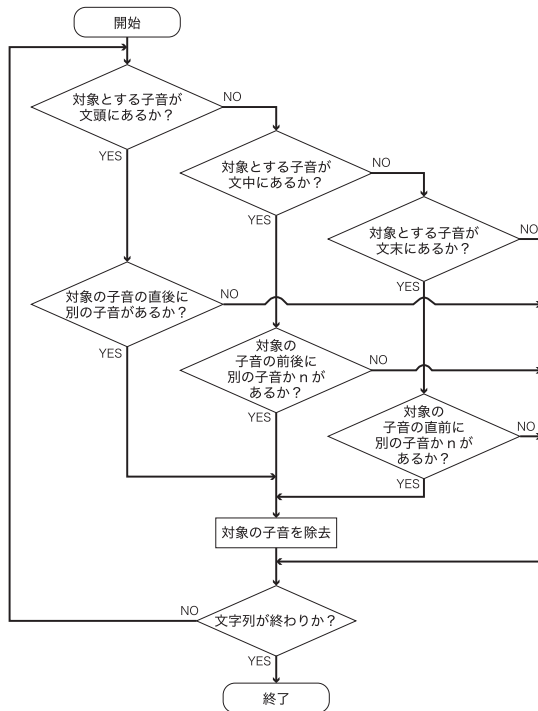 開始
対象とする子音が
文頭にあるか？
NO
YES
対象とする子音が
文中にあるか？
NO
YES
対象とする子音が
文末にあるか？
NO
YES
対象の子音の直後に
別の子音があるか？
NO
YES
対象の
子音の前後に
別の子音かｎが
あるか？
NO
YES
対象の
子音の直前に
別の子音かｎが
あるか？
NO
YES
対象の子音を除去
文字列が終わりか？
NO
YES
終了